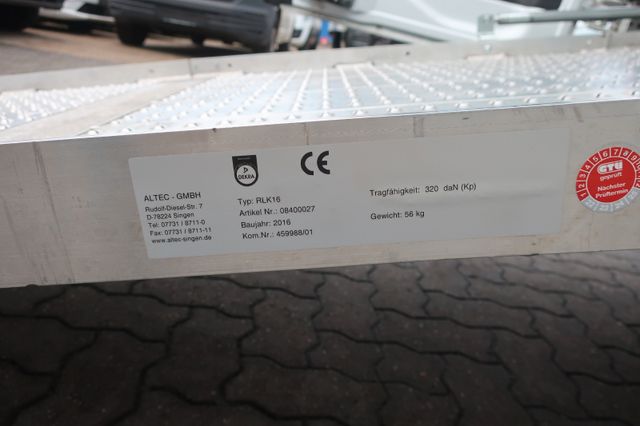 ALTEC - GMBH
Rudolf-Diesel-Str. 7
D-78224 Singen
Tel: 07731 / 8711-0
Fax: 07731 / 8711-11
www.altec-singen.de
DEKRA
CE
Typ: RLK16
Artikel Nr.: 08400027
Baujahr: 2016
Kom.Nr.: 459988/01
Tragfähigkeit: 320 daN (Kp)
Gewicht: 56 kg
GTÜ
geprüft
Nächster
Prüftermin